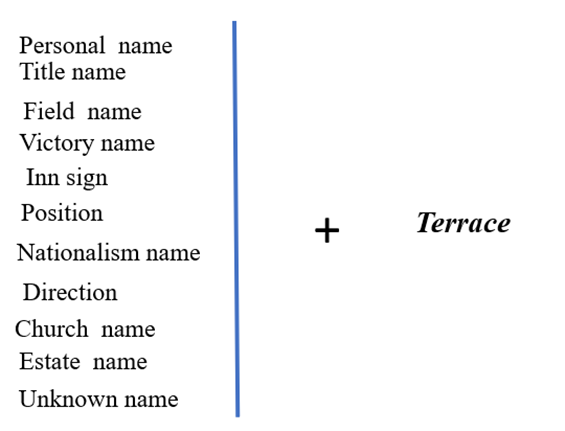 Personal name
Title name
Field name
Victory name
Inn sign
Position
Nationalism name
Direction
Church name
Estate name
Unknown name
+ Terrace